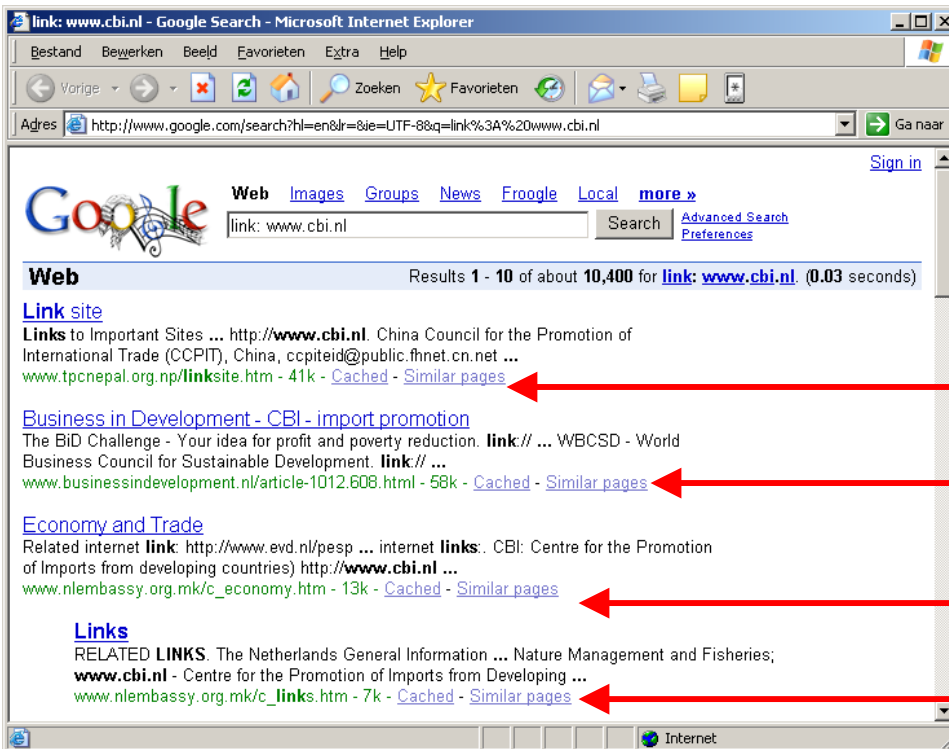 link: www.cbi.nl - Google Search - Microsoft Internet Explorer
Bestand Bewerken Beeld Favorieten Extra Help
Vorige Zoeken Favorieten
Adres http://www.google.com/search?hl=en&lr=&ie=UTF-8&q=link%3A%20www.cbi.nl Ga naar
Sign in
Google
Web Images Groups News Froogle Local more »
link: www.cbi.nl Search Advanced Search
Preferences
Web Results 1 - 10 of about 10,400 for link: www.cbi.nl. (0.03 seconds)
Link site
Links to Important Sites ... http://www.cbi.nl. China Council for the Promotion of
International Trade (CCPIT), China, ccpiteid@public.fhnet.cn.net ...
www.tpcnepal.org.np/linksite.htm - 41k - Cached - Similar pages
Business in Development - CBI - import promotion
The BiD Challenge - Your idea for profit and poverty reduction. link:// ... WBCSD - World
Business Council for Sustainable Development. link:// ...
www.businessindevelopment.nl/article-1012.608.html - 58k - Cached - Similar pages
Economy and Trade
Related internet link: http://www.evd.nl/pesp ... internet links:. CBI: Centre for the Promotion
of Imports from developing countries) http://www.cbi.nl ...
www.nlembassy.org.mk/c_economy.htm - 13k - Cached - Similar pages
Links
RELATED LINKS. The Netherlands General Information ... Nature Management and Fisheries;
www.cbi.nl - Centre for the Promotion of Imports from Developing ...
www.nlembassy.org.mk/c_links.htm - 7k - Cached - Similar pages
Internet